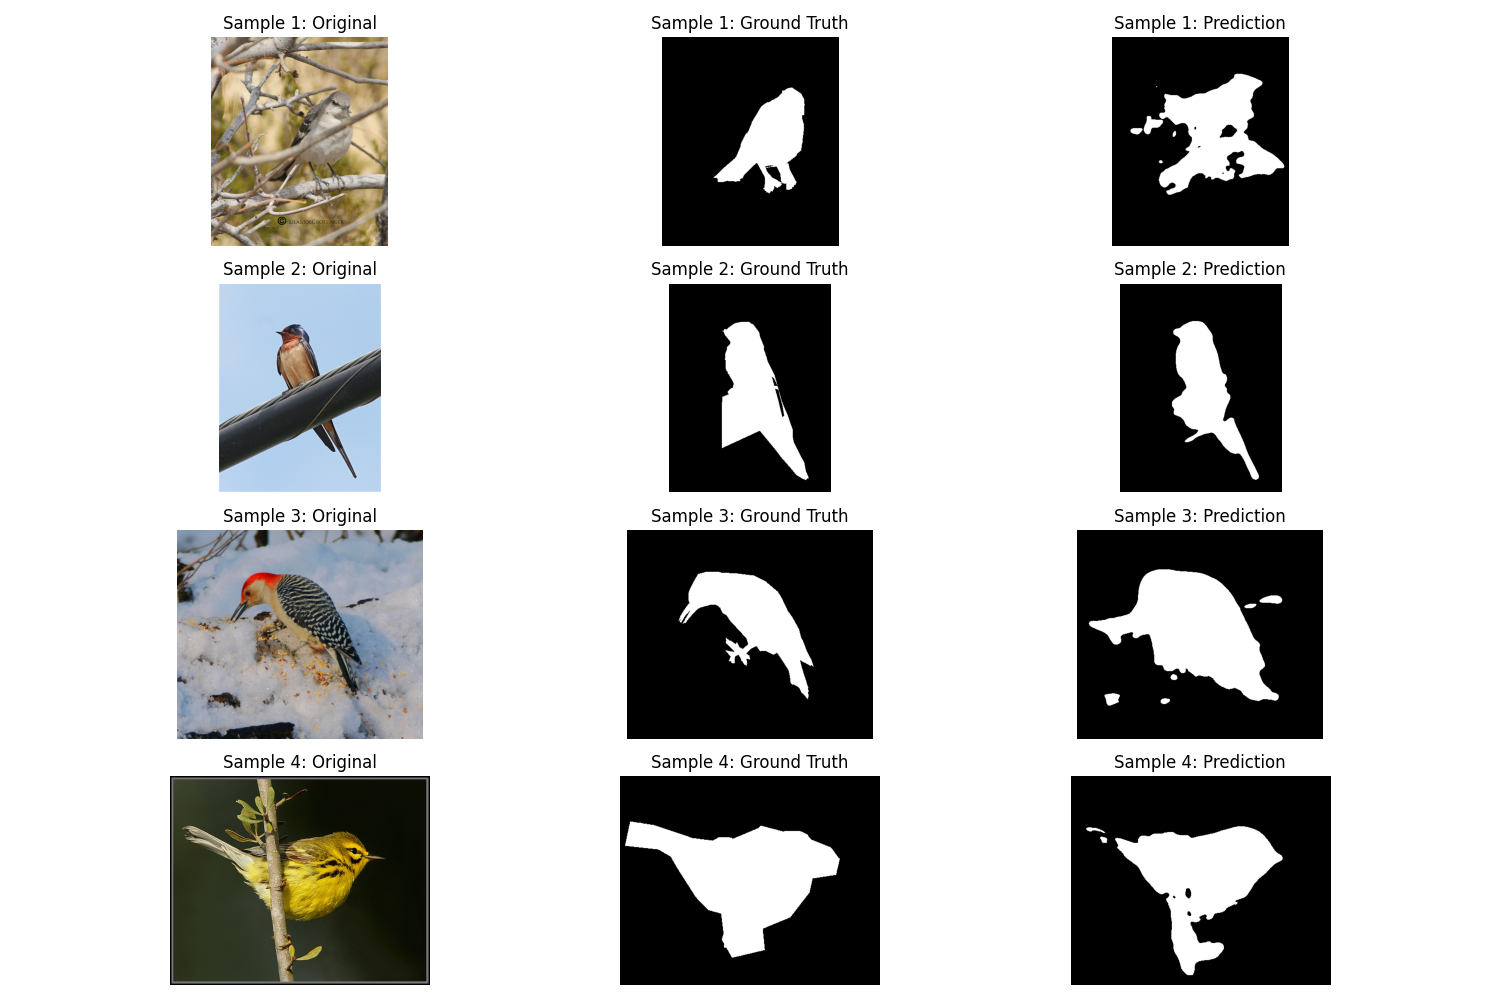 Sample 1: Original
Sample 1: Ground Truth
Sample 1: Prediction
©
Sample 2: Original
Sample 2: Ground Truth
Sample 2: Prediction
Sample 3: Original
Sample 3: Ground Truth
Sample 3: Prediction
Sample 4: Original
Sample 4: Ground Truth
Sample 4: Prediction